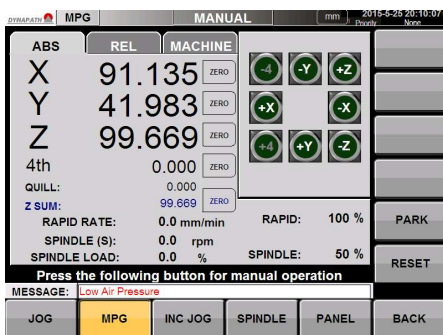 DYNAPATH MPG MANUAL mm 2015-5-25 20:10:07
Priority None
ABS REL MACHINE
X 91.135 ZERO
Y 41.983 ZERO
Z 99.669 ZERO
4th 0.000 ZERO
QUILL: 0.000
Z SUM: 99.669 ZERO
-4 -Y +Z
+X -X
+4 +Y -Z
RAPID RATE: 0.0 mm/min RAPID: 100 %
SPINDLE (S): 0.0 rpm
SPINDLE LOAD: 0.0 % SPINDLE: 50 %
Press the following button for manual operation
MESSAGE: Low Air Pressure
PARK
RESET
JOG MPG INC JOG SPINDLE PANEL BACK